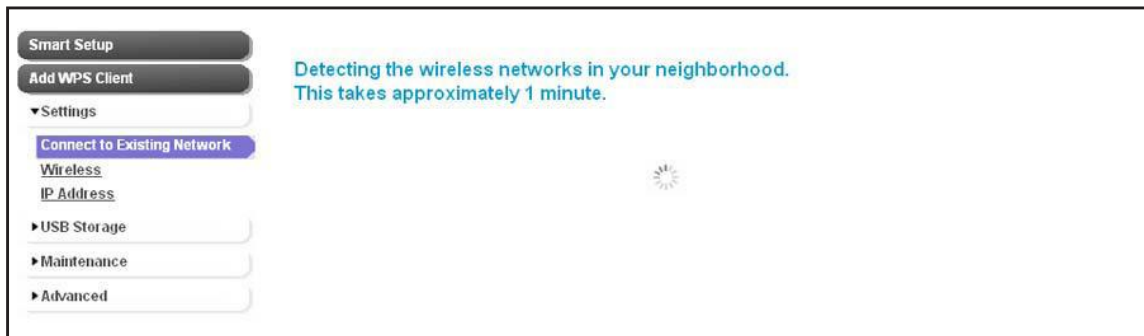 Smart Setup
Add WPS Client
▼Settings
Connect to Existing Network
Wireless
IP Address
►USB Storage
►Maintenance
►Advanced
Detecting the wireless networks in your neighborhood.
This takes approximately 1 minute.